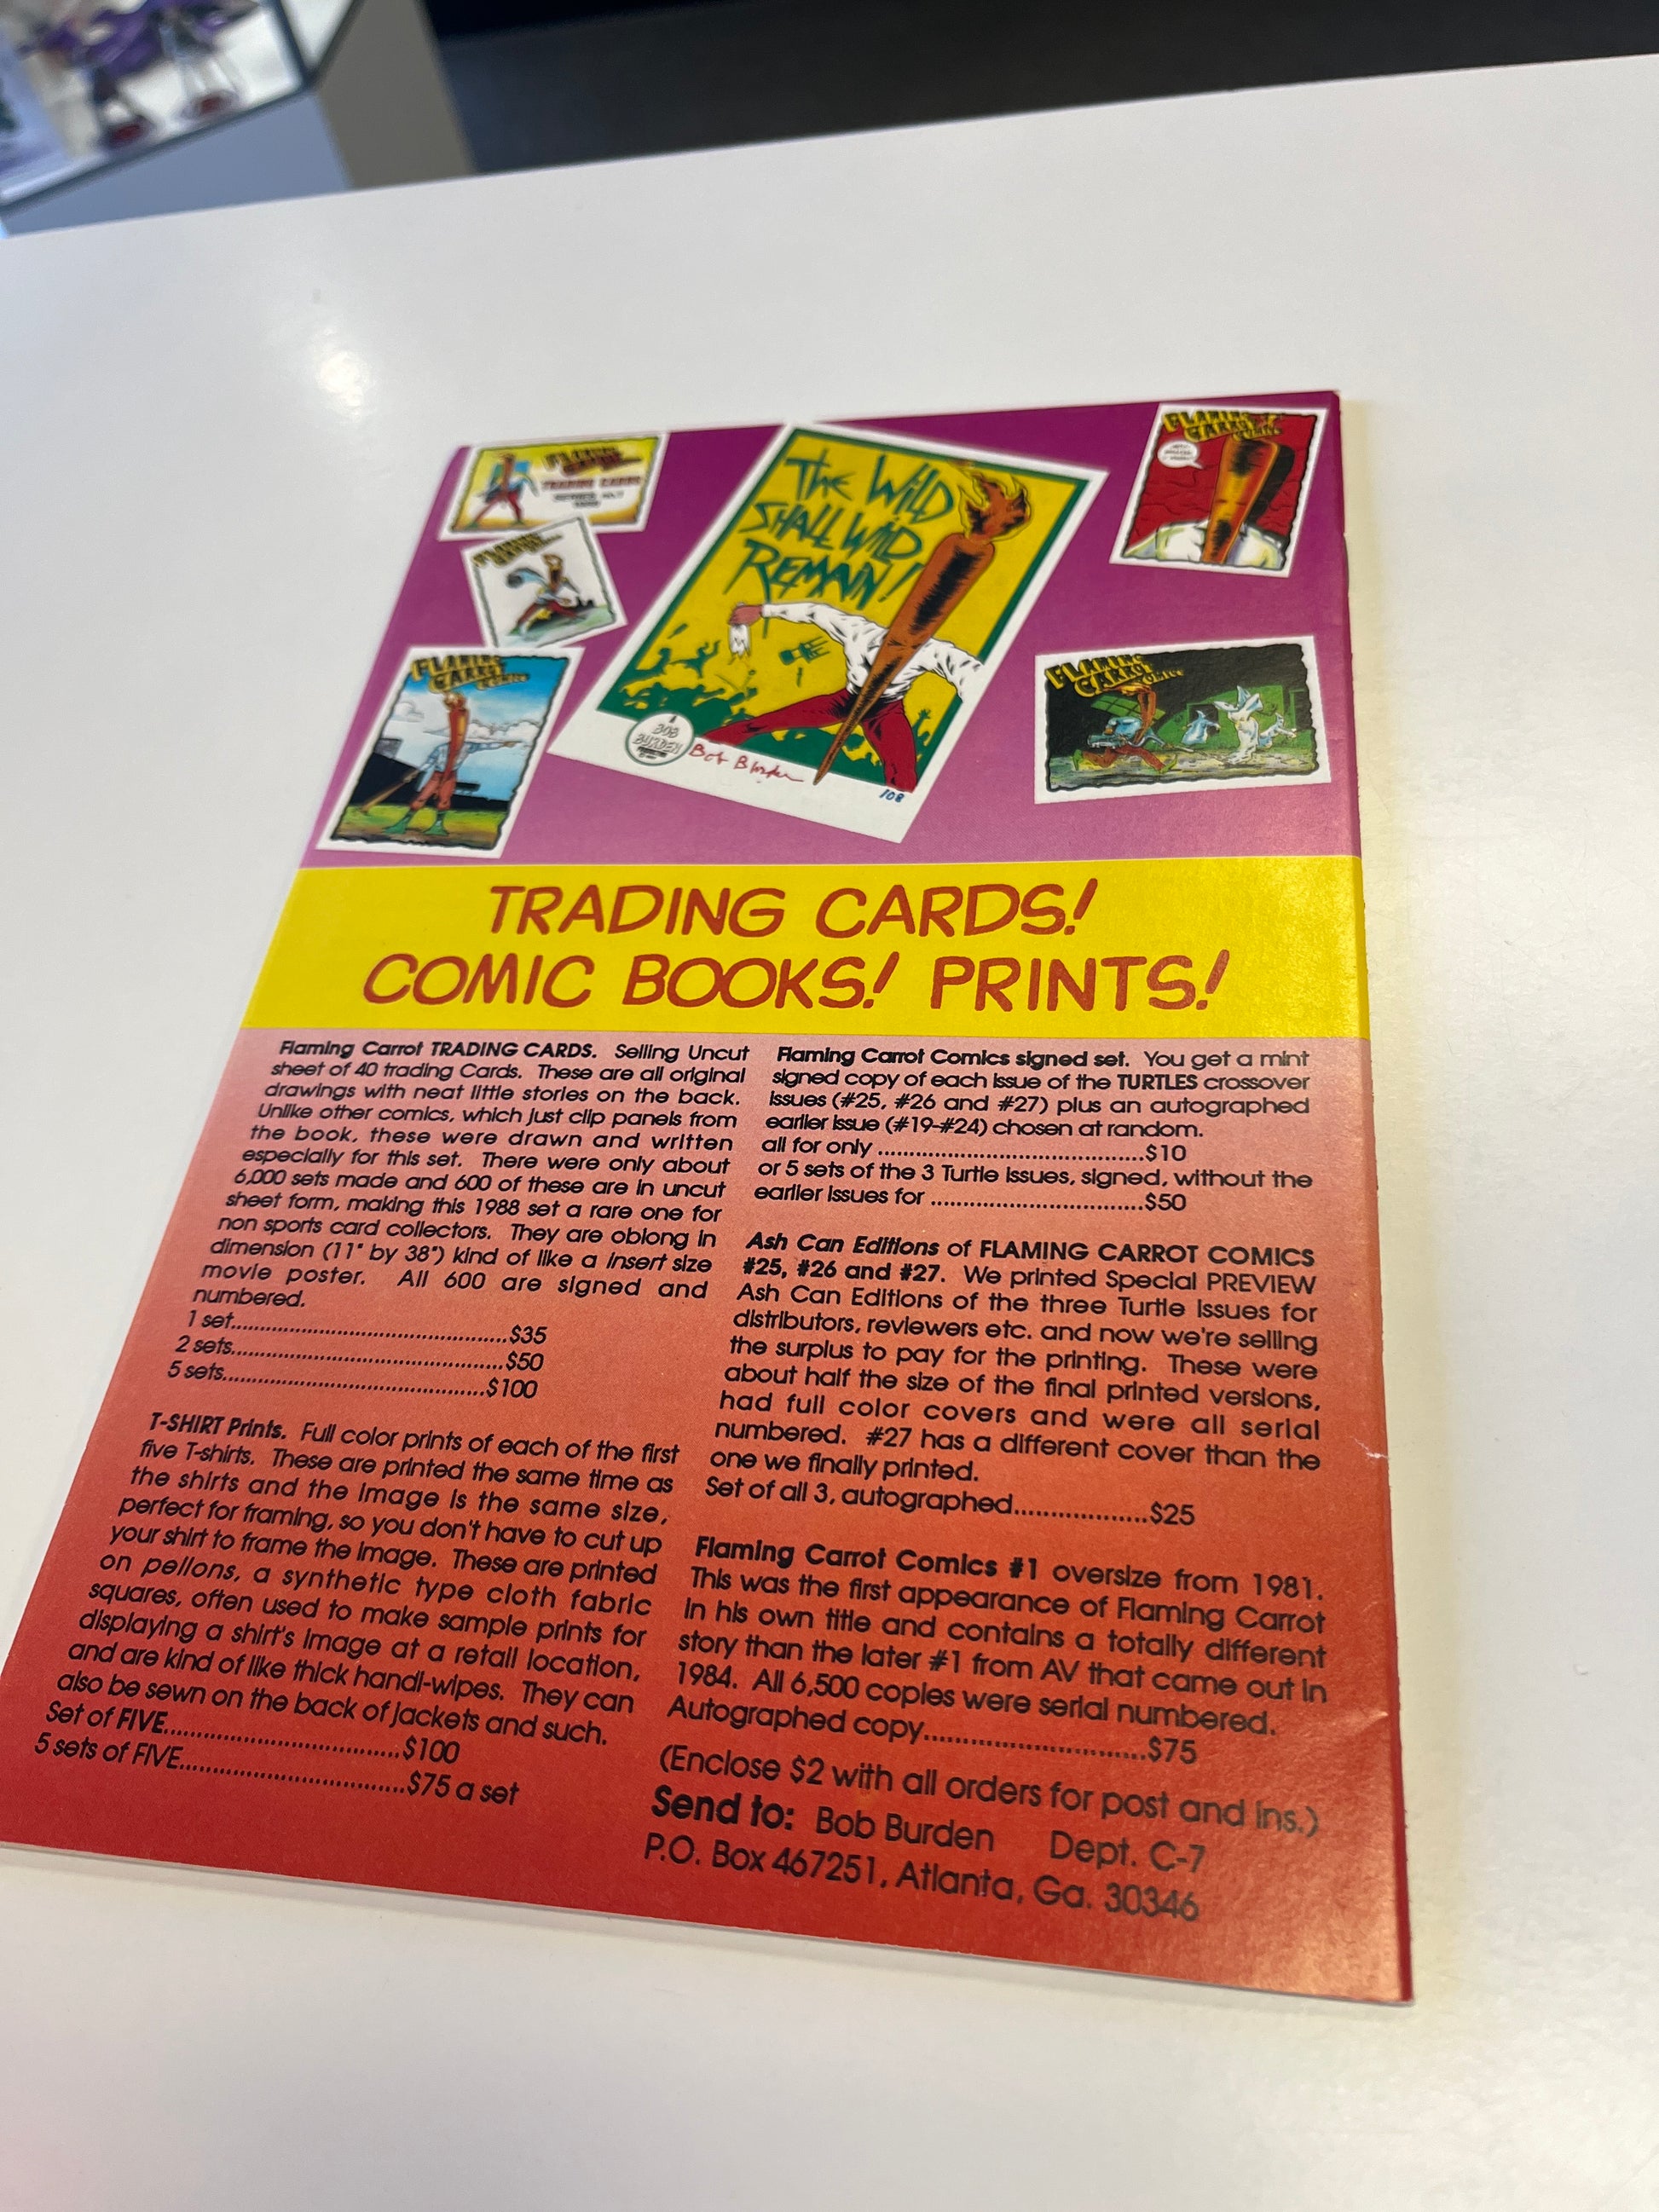 FLAMING
CARROT
TRADING CARDS
FLAMING
CARROT
COMICS
THE WILD
SHALL WILD
REMAIN!
BOB
BURDEN
Bob Burden
108
FLAMING
CARROT
COMICS
FLAMING
CARROT
COMICS
TRADING CARDS!
COMIC BOOKS! PRINTS!
Flaming Carrot TRADING CARDS. Selling Uncut
sheet of 40 trading Cards. These are all original
drawings with neat little stories on the back.
Unlike other comics, which just clip panels from
the book, these were drawn and written
especially for this set. There were only about
6,000 sets made and 600 of these are in uncut
sheet form, making this 1988 set a rare one for
non sports card collectors. They are oblong in
dimension (11" by 38") kind of like a insert size
movie poster. All 600 are signed and
numbered.
1 set..................................................$35
2 sets.................................................$50
5 sets...............................................$100
T-SHIRT Prints. Full color prints of each of the first
five T-shirts. These are printed the same time as
the shirts and the image is the same size,
perfect for framing, so you don't have to cut up
your shirt to frame the image. These are printed
on pellons, a synthetic type cloth fabric
squares, often used to make sample prints for
displaying a shirt's image at a retail location,
and are kind of like thick handi-wipes. They can
also be sewn on the back of jackets and such.
Set of FIVE..........................................$100
5 sets of FIVE........................................$75 a set
Flaming Carrot Comics signed set. You get a mint
signed copy of each issue of the TURTLES crossover
issues (#25, #26 and #27) plus an autographed
earlier issue (#19-#24) chosen at random.
all for only ..........................................$10
or 5 sets of the 3 Turtle issues, signed, without the
earlier issues for ..................................$50
Ash Can Editions of FLAMING CARROT COMICS
#25, #26 and #27. We printed Special PREVIEW
Ash Can Editions of the three Turtle issues for
distributors, reviewers etc. and now we're selling
the surplus to pay for the printing. These were
about half the size of the final printed versions,
had full color covers and were all serial
numbered. #27 has a different cover than the
one we finally printed.
Set of all 3, autographed...................$25
Flaming Carrot Comics #1 oversize from 1981.
This was the first appearance of Flaming Carrot
in his own title and contains a totally different
story than the later #1 from AV that came out in
1984. All 6,500 copies were serial numbered.
Autographed copy..............................$75
(Enclose $2 with all orders for post and ins.)
Send to: Bob Burden Dept. C-7
P.O. Box 467251, Atlanta, Ga. 30346